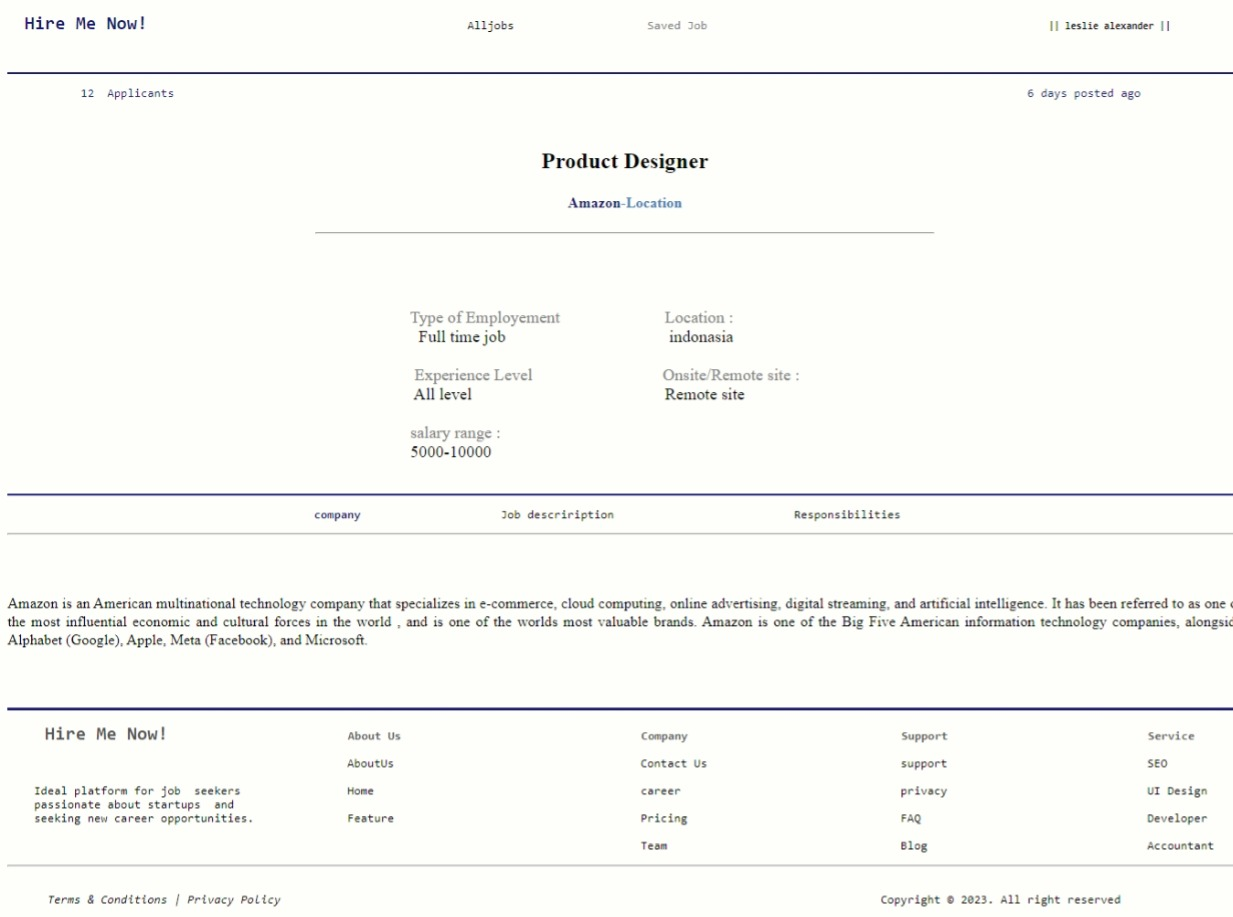 Hire Me Now!
Alljobs
Saved Job
|| leslie alexander ||
12 Applicants
6 days posted ago
Product Designer
Amazon-Location
Type of Employement
Location :
Full time job
indonasia
Experience Level
Onsite/Remote site :
All level
Remote site
salary range :
5000-10000
company
Job descriription
Responsibilities
Amazon is an American multinational technology company that specializes in e-commerce, cloud computing, online advertising, digital streaming, and artificial intelligence. It has been referred to as one
the most influential economic and cultural forces in the world , and is one of the worlds most valuable brands. Amazon is one of the Big Five American information technology companies,
Alphabet (Google), Apple, Meta (Facebook), and Microsoft.
Hire Me Now!
About Us
Company
Support
Service
AboutUs
Contact Us
support
SEO
Ideal platform for job seekers
passionate about startups and
seeking new career opportunities.
Home
career
privacy
UI Design
Feature
Pricing
FAQ
Developer
Team
Blog
Accountant
Terms & Conditions | Privacy Policy
Copyright © 2023. All right reserved